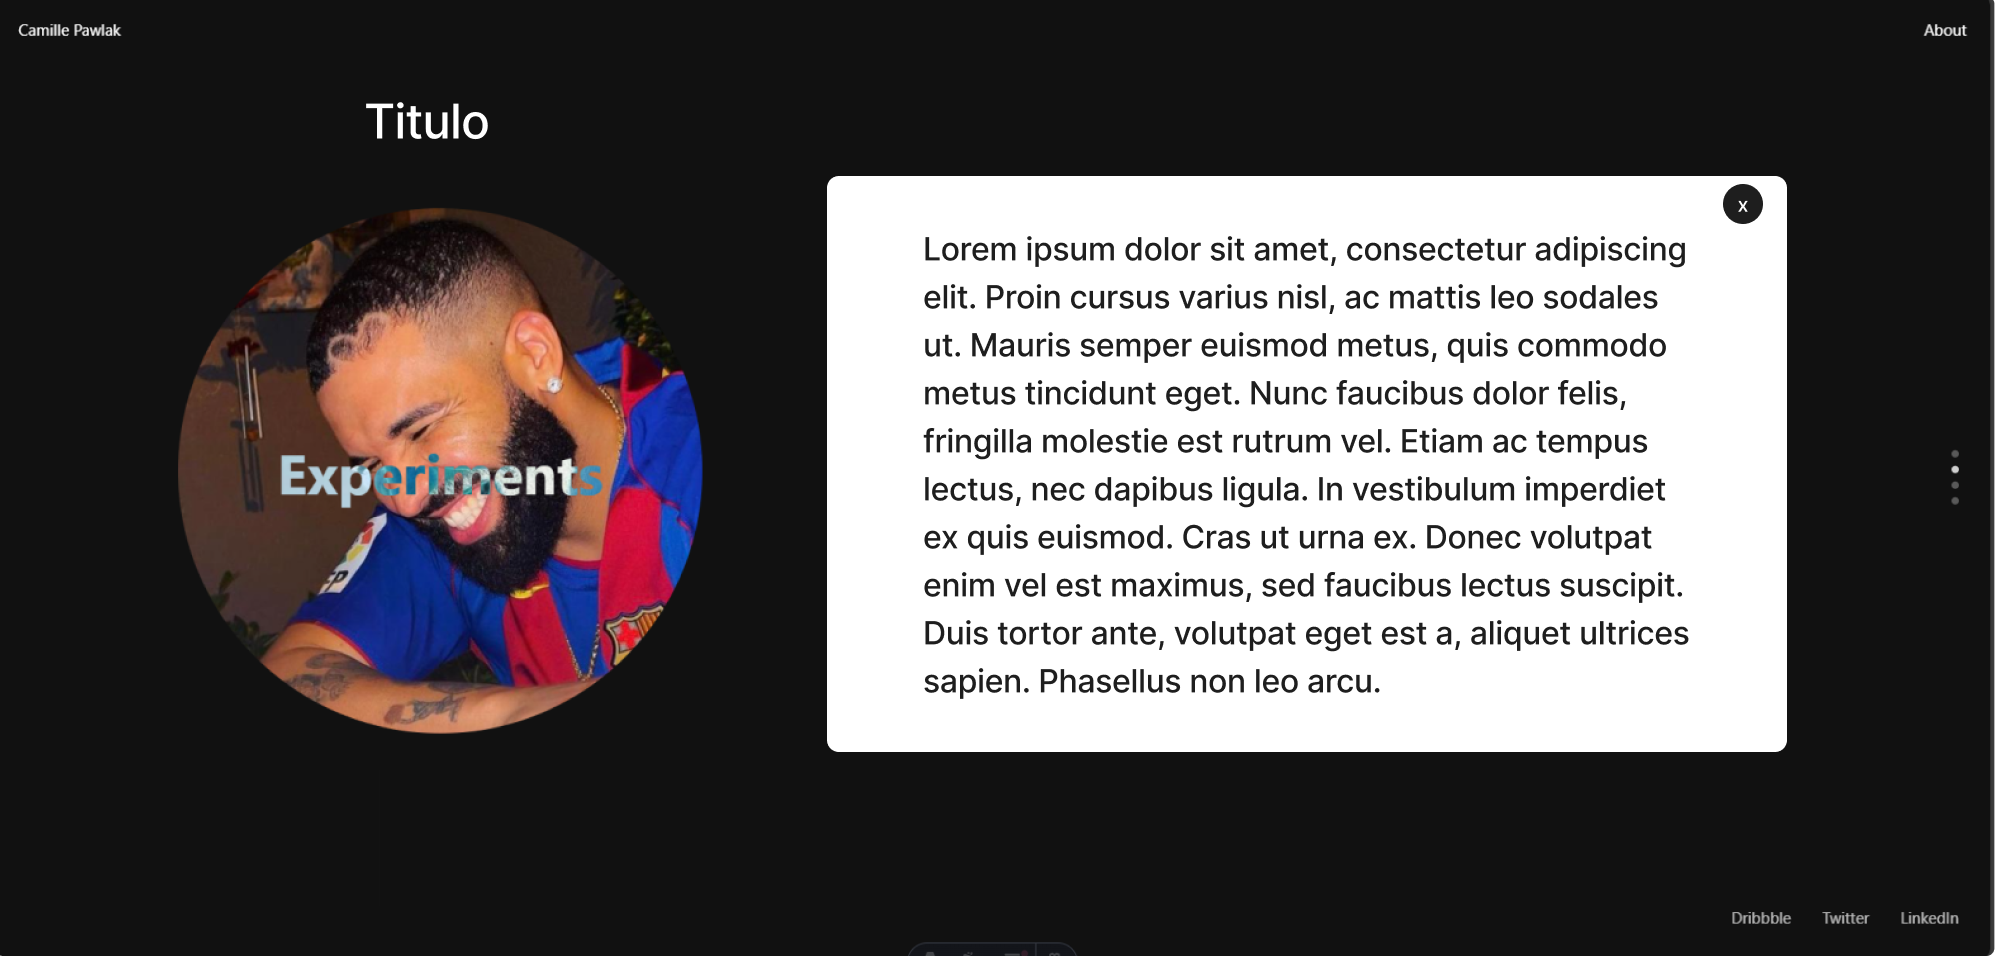 Camille Pawlak
About
Titulo
x
Lorem ipsum dolor sit amet, consectetur adipiscing
elit. Proin cursus varius nisl, ac mattis leo sodales
ut. Mauris semper euismod metus, quis commodo
metus tincidunt eget. Nunc faucibus dolor felis,
fringilla molestie est rutrum vel. Etiam ac tempus
lectus, nec dapibus ligula. In vestibulum imperdiet
ex quis euismod. Cras ut urna ex. Donec volutpat
enim vel est maximus, sed faucibus lectus suscipit.
Duis tortor ante, volutpat eget est a, aliquet ultrices
sapien. Phasellus non leo arcu.
Experiments
Dribbble
Twitter
LinkedIn